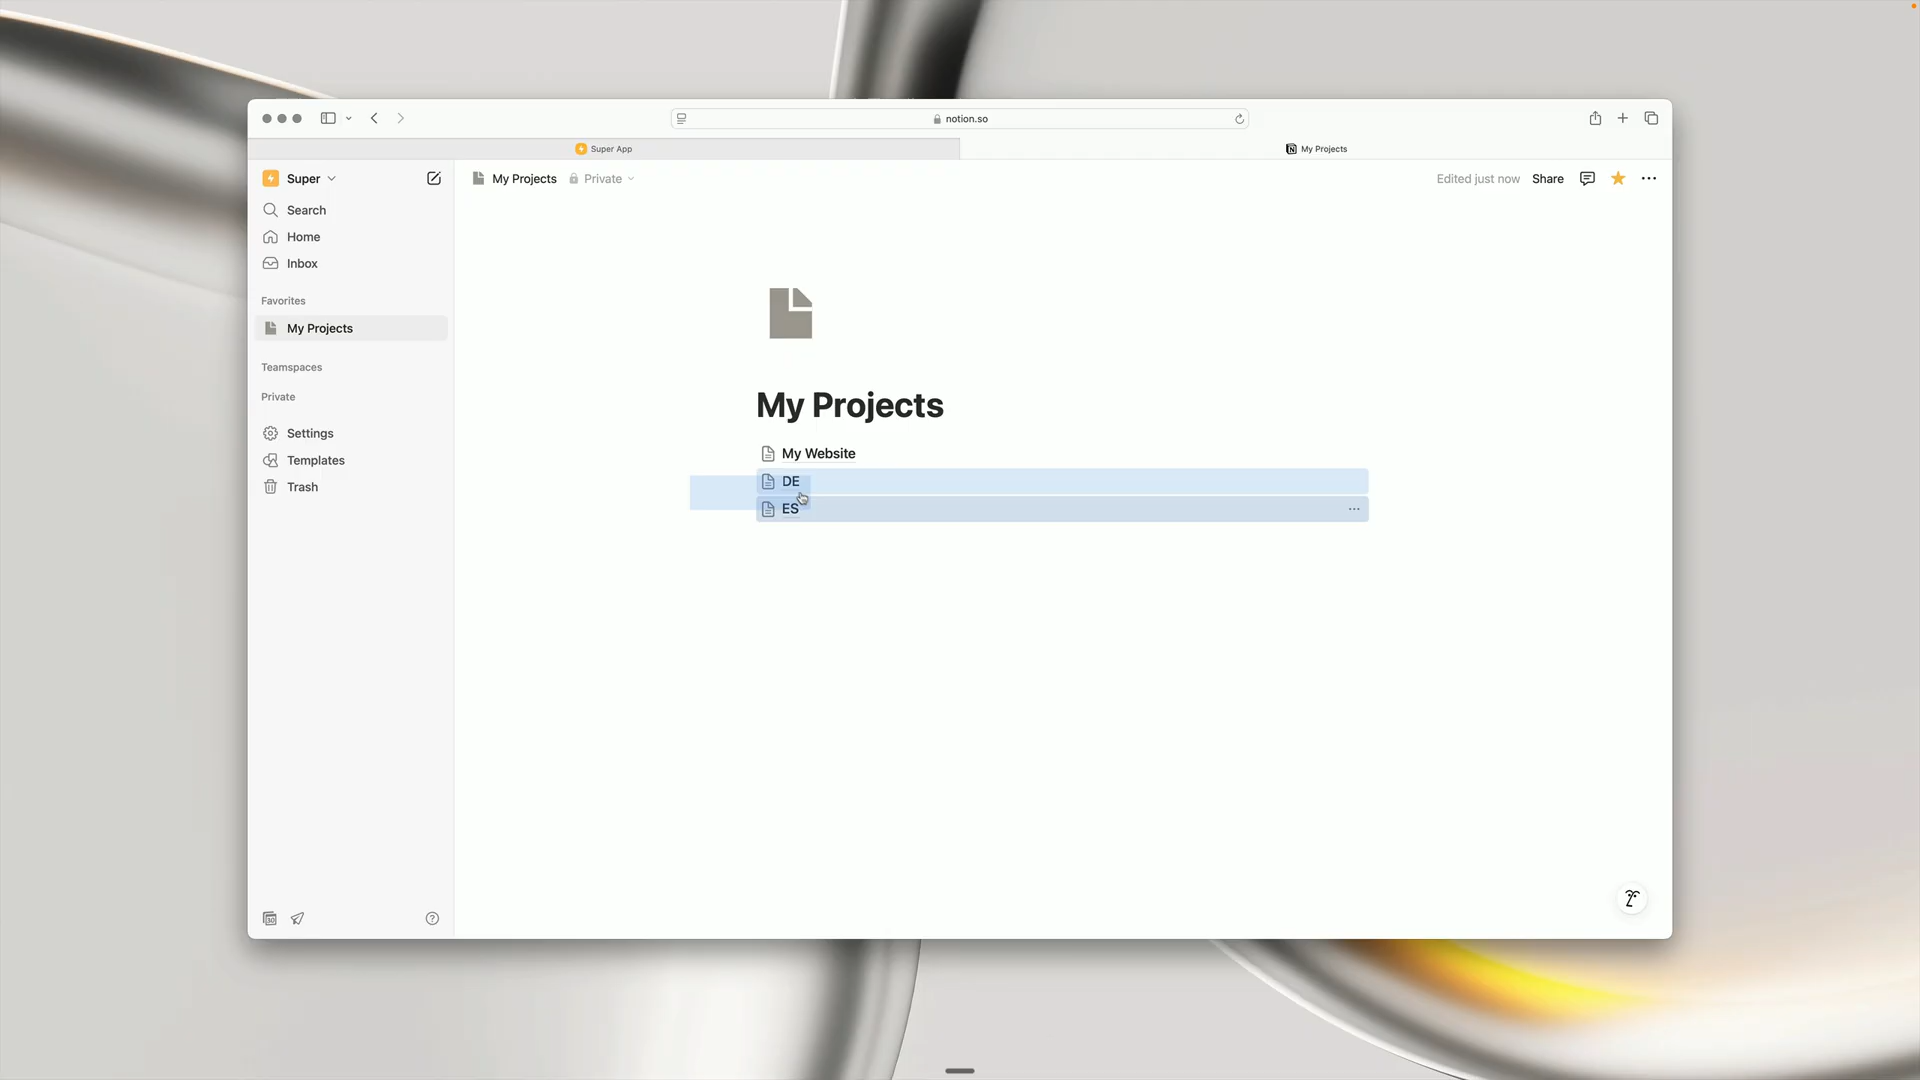 notion.so
Super App
My Projects
Super
My Projects
Private
Edited just now
Share
Search
Home
Inbox
Favorites
My Projects
Teamspaces
Private
Settings
Templates
Trash
My Projects
My Website
DE
ES
30